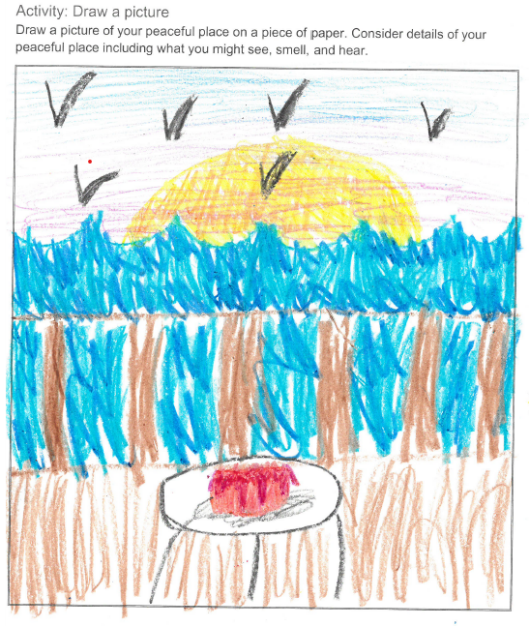 Activity: Draw a picture
Draw a picture of your peaceful place on a piece of paper. Consider details of your
peaceful place including what you might see, smell, and hear.